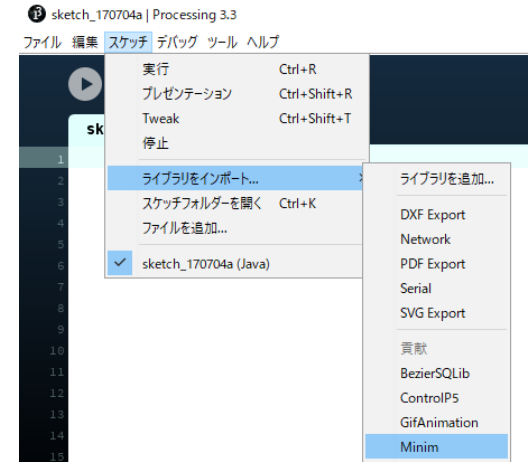 sketch_170704a | Processing 3.3
ファイル 編集 スケッチ デバッグ ツール ヘルプ
実行 Ctrl+R
プレゼンテーション Ctrl+Shift+R
Tweak Ctrl+Shift+T
停止
sk
ライブラリをインポート...
スケッチフォルダーを開く Ctrl+K
ファイルを追加...
sketch_170704a (Java)
ライブラリを追加...
DXF Export
Network
PDF Export
Serial
SVG Export
貢献
BezierSQLib
ControlP5
GifAnimation
Minim
1
2
3
4
5
6
7
8
9
10
11
12
13
14
15